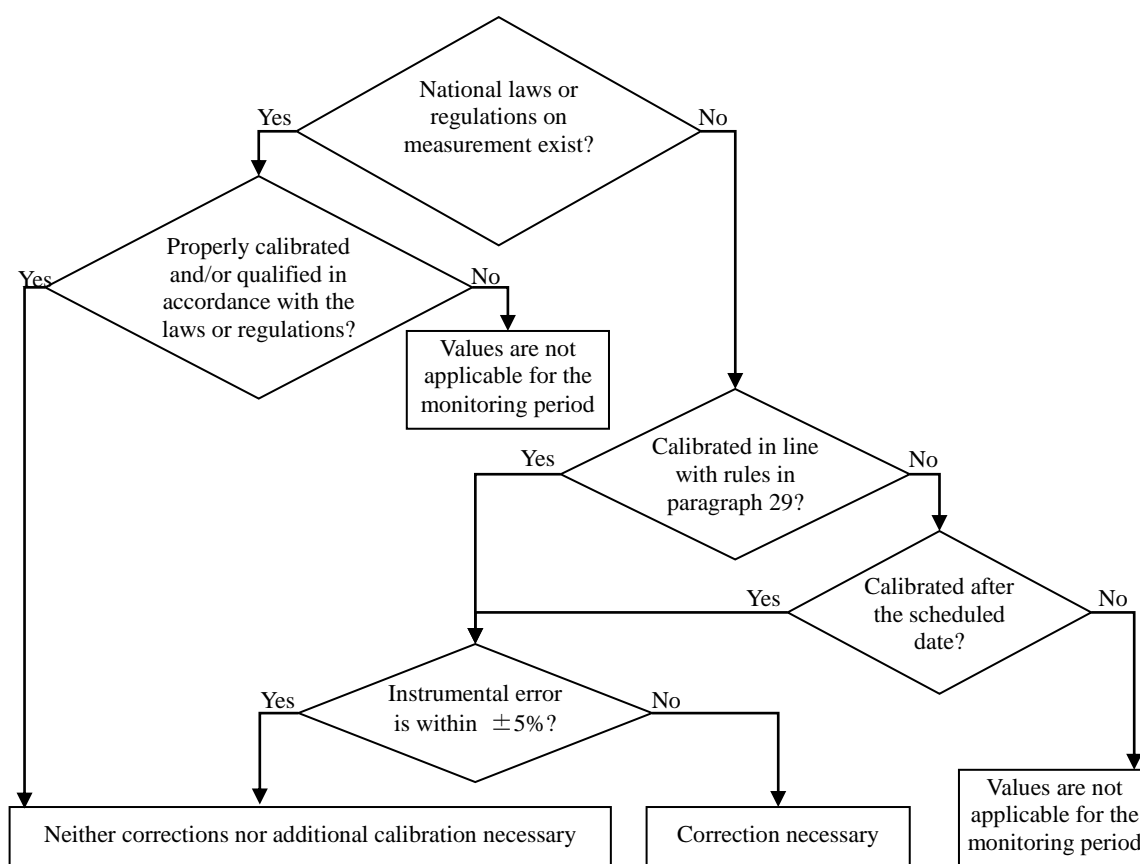 National laws or
regulations on
measurement exist?
Yes
No
Properly calibrated
and/or qualified in
accordance with the
laws or regulations?
Yes
No
Values are not
applicable for the
monitoring period
Calibrated in line
with rules in
paragraph 29?
Yes
No
Calibrated after
the scheduled
date?
Yes
No
Instrumental error
is within ±5%?
Yes
No
Neither corrections nor additional calibration necessary
Correction necessary
Values are not
applicable for the
monitoring period